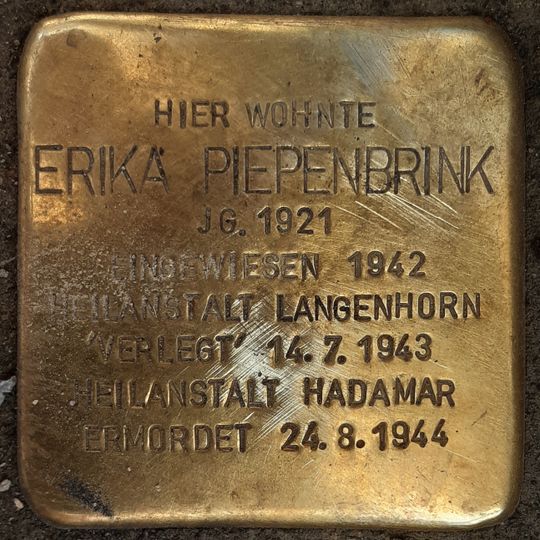 HIER WOHNTE
ERIKA PIEPENBRINK
JG. 1921
EINGEWIESEN 1942
HEILANSTALT LANGENHORN
'VERLEGT' 14.7.1943
HEILANSTALT HADAMAR
ERMORDET 24.8.1944